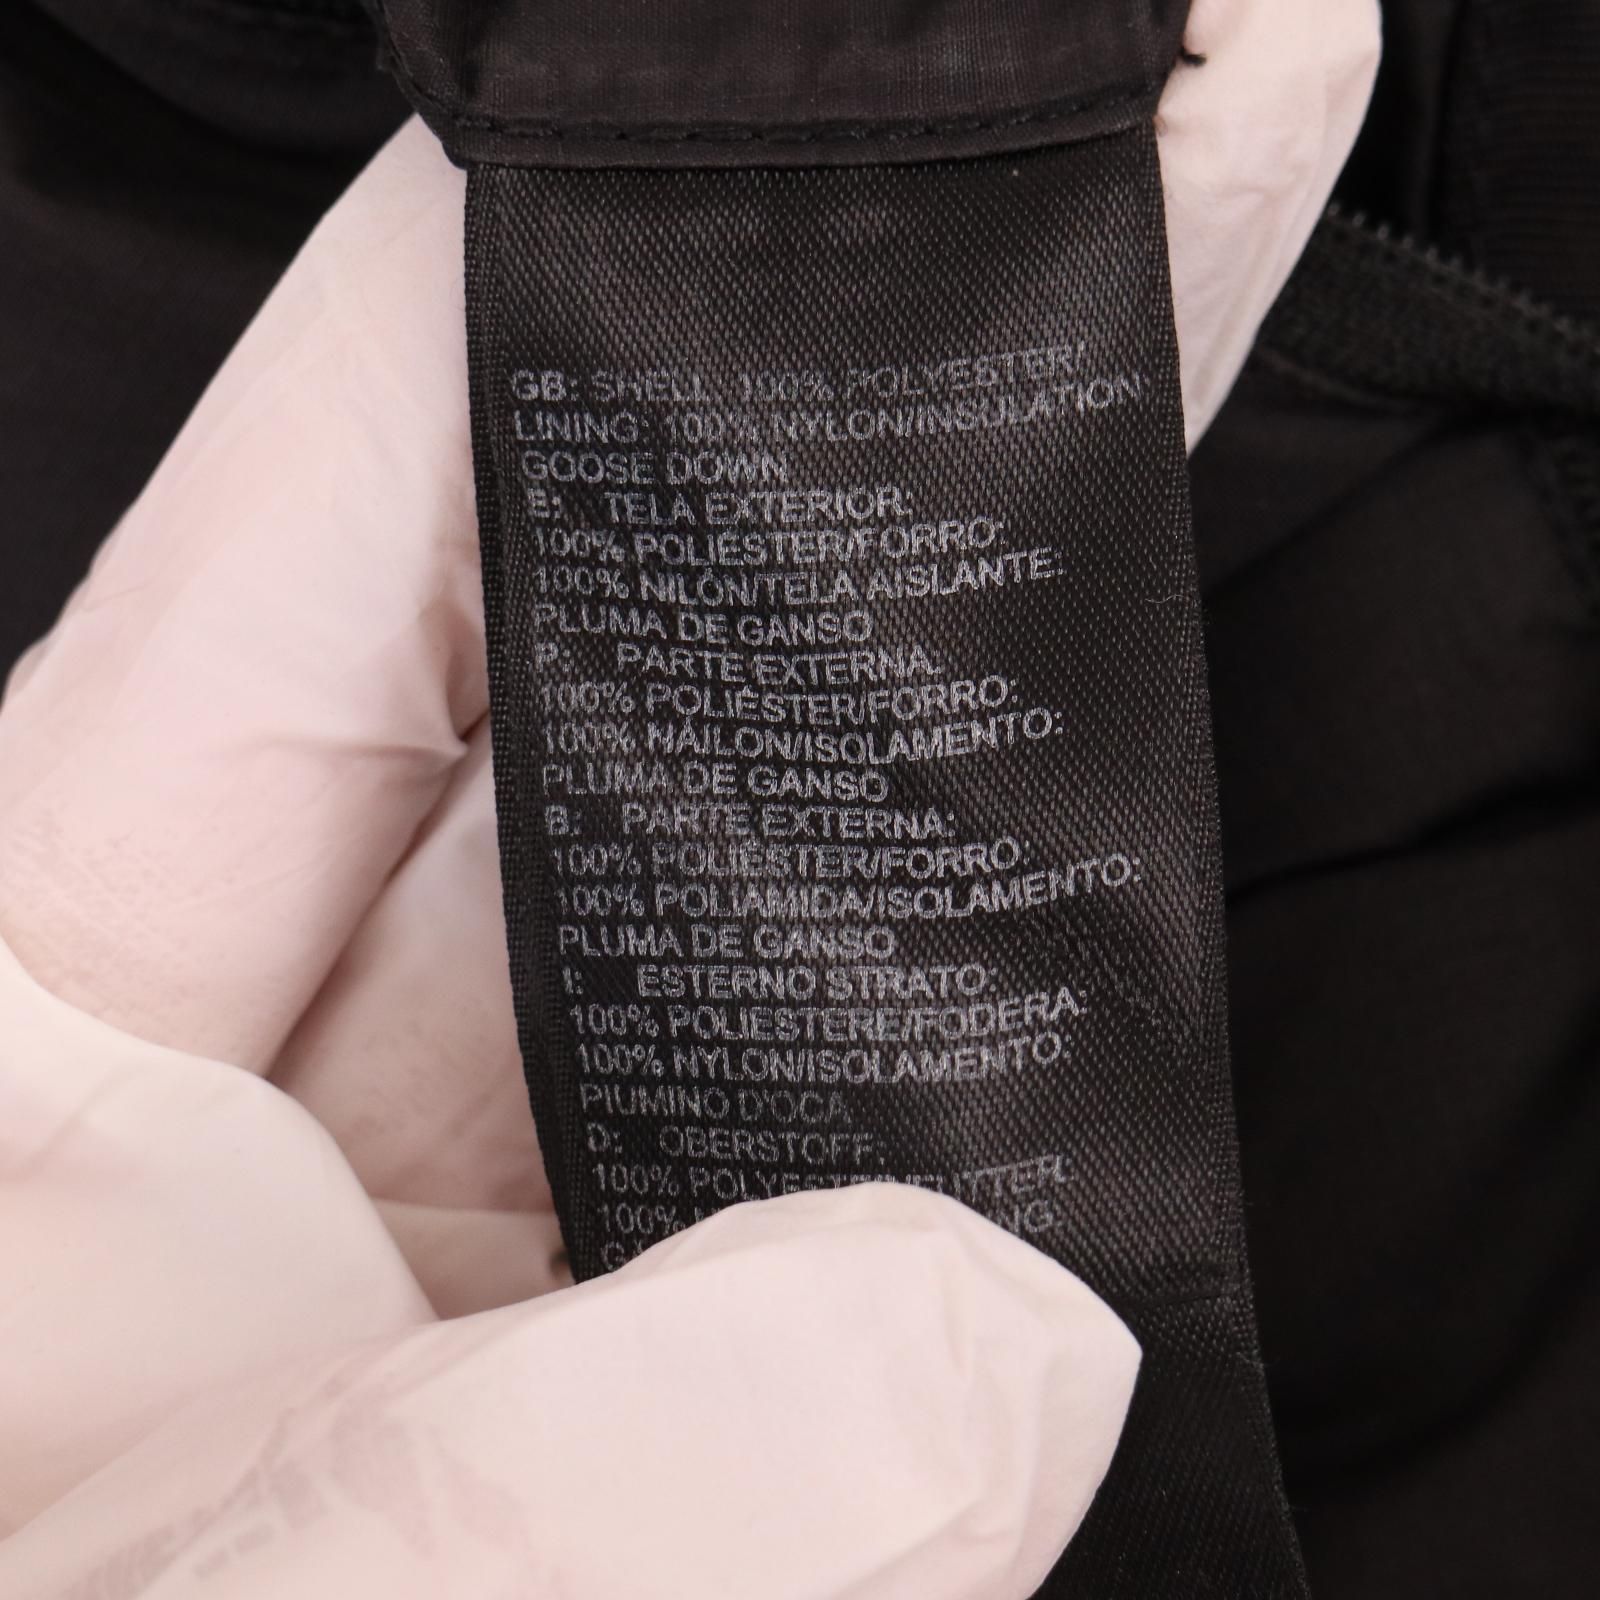 GB: SHELL: 100% POLYESTER/
LINING: 100% NYLON/INSULATION:
GOOSE DOWN
E: TELA EXTERIOR:
100% POLIÉSTER/FORRO:
100% NILÓN/TELA AISLANTE:
PLUMA DE GANSO
P: PARTE EXTERNA:
100% POLIÉSTER/FORRO:
100% NÁILON/ISOLAMENTO:
PLUMA DE GANSO
B: PARTE EXTERNA:
100% POLIÉSTER/FORRO:
100% POLIAMIDA/ISOLAMENTO:
PLUMA DE GANSO
I: ESTERNO STRATO:
100% POLIESTERE/FODERA:
100% NYLON/ISOLAMENTO:
PIUMINO D'OCA
D: OBERSTOFF:
100%
100%